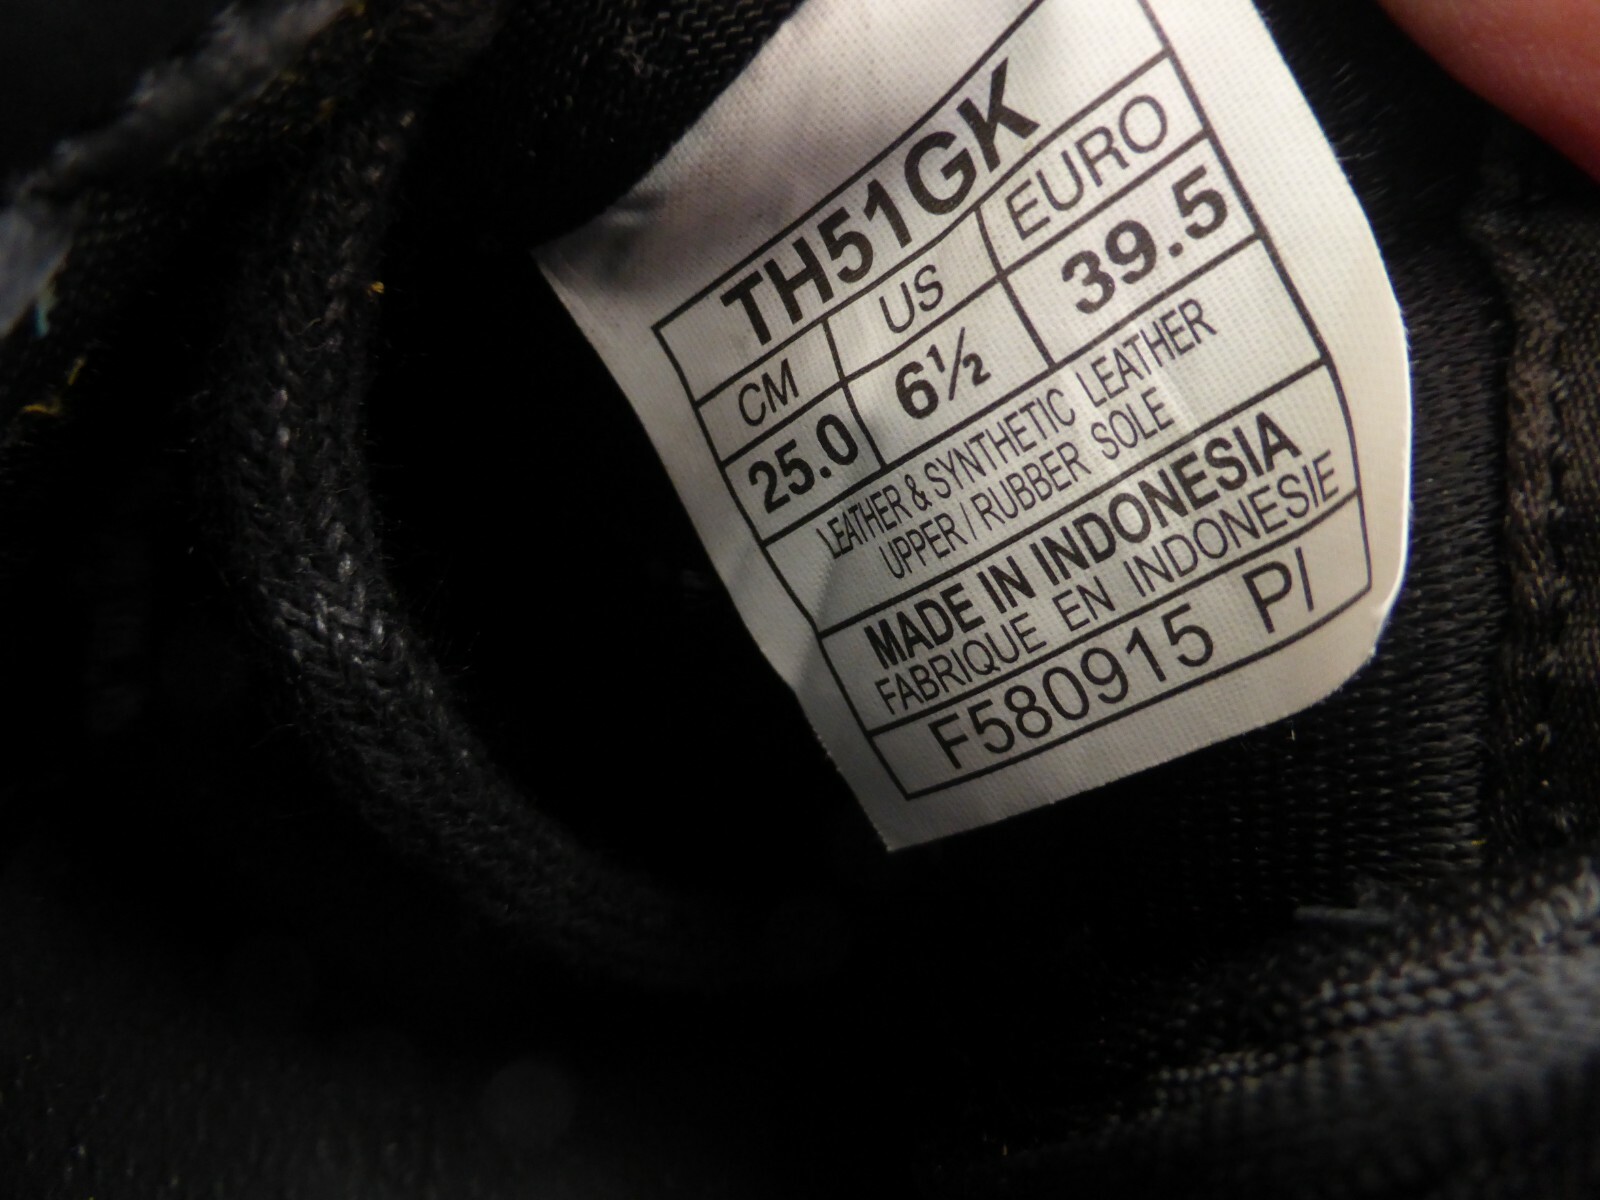 TH51GK
CM US EURO
25.0 6½ 39.5
LEATHER & SYNTHETIC LEATHER
UPPER / RUBBER SOLE
MADE IN INDONESIA
FABRIQUE EN INDONESIE
F580915 P/